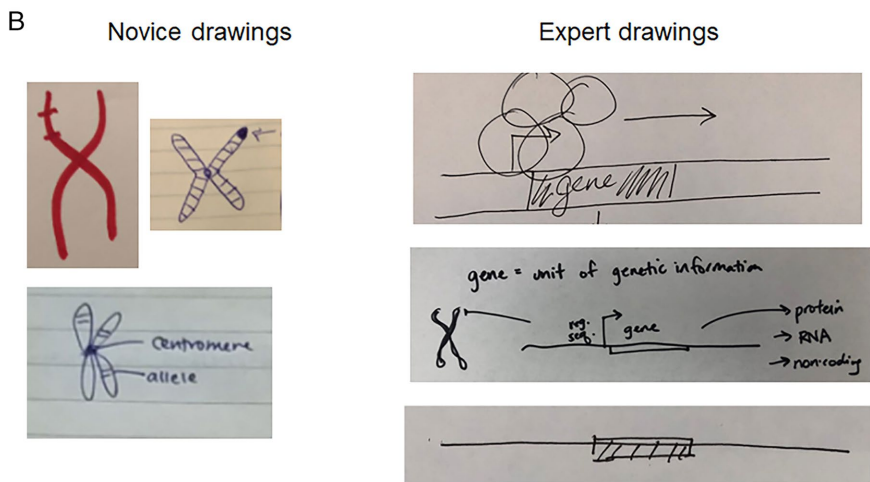 B
Novice drawings
Expert drawings
centromere
allele
gene
gene = unit of genetic information
reg.
seq.
gene
→ protein
→ RNA
→ non-coding